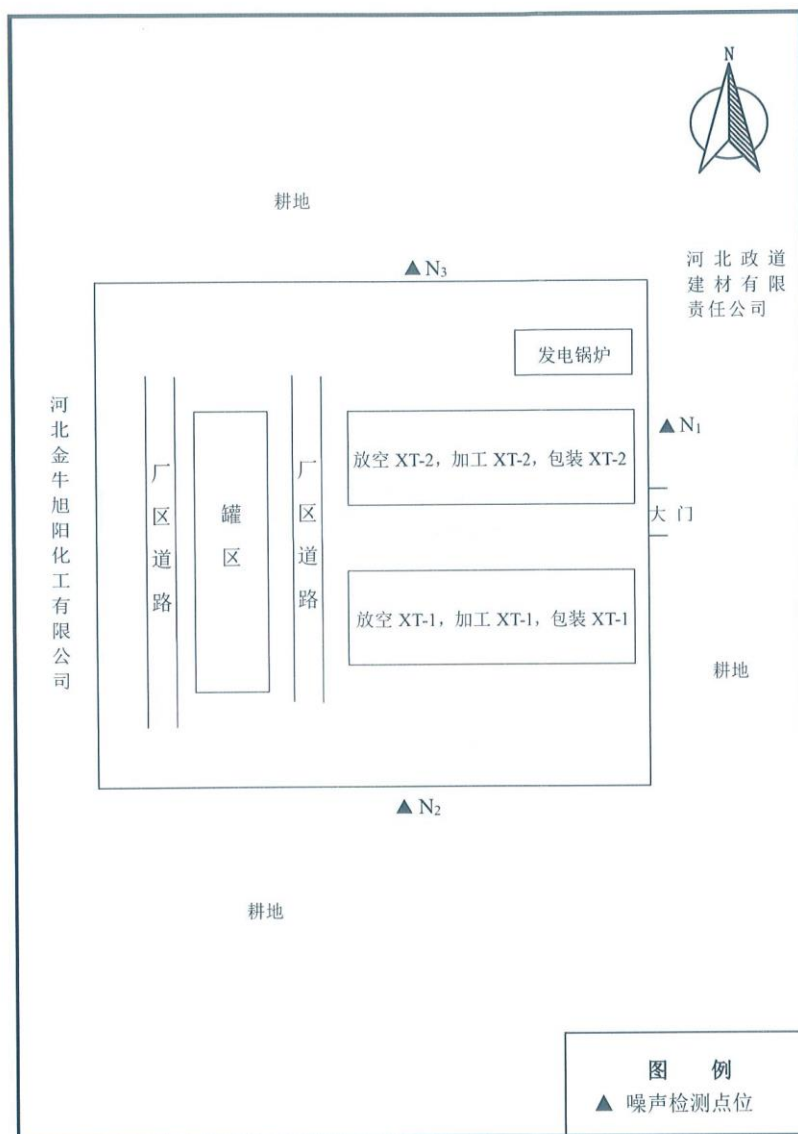 N
耕地
▲ N₃
河北政道
建材有限
责任公司
发电锅炉
▲ N₁
河北金牛旭阳化工有限公司
厂区道路
罐区
厂区道路
放空 XT-2，加工 XT-2，包装 XT-2
大门
放空 XT-1，加工 XT-1，包装 XT-1
耕地
▲ N₂
耕地
图 例
▲ 噪声检测点位